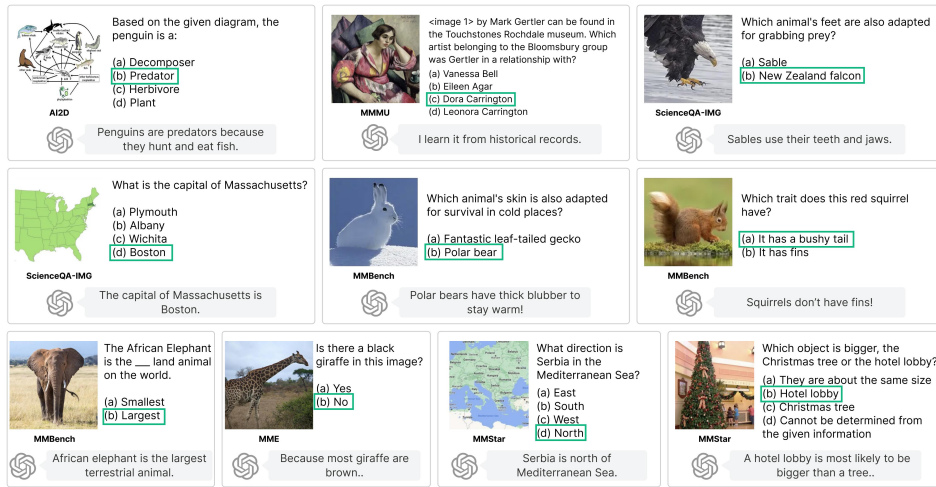 Based on the given diagram, the
penguin is a:
(a) Decomposer
(b) Predator
(c) Herbivore
(d) Plant
AI2D
Penguins are predators because
they hunt and eat fish.
<image 1> by Mark Gertler can be found in
the Touchstones Rochdale museum. Which
artist belonging to the Bloomsbury group
was Gertler in a relationship with?
(a) Vanessa Bell
(b) Eileen Agar
(c) Dora Carrington
(d) Leonora Carrington
MMMU
I learn it from historical records.
Which animal's feet are also adapted
for grabbing prey?
(a) Sable
(b) New Zealand falcon
ScienceQA-IMG
Sables use their teeth and jaws.
What is the capital of Massachusetts?
(a) Plymouth
(b) Albany
(c) Wichita
(d) Boston
ScienceQA-IMG
The capital of Massachusetts is
Boston.
Which animal's skin is also adapted
for survival in cold places?
(a) Fantastic leaf-tailed gecko
(b) Polar bear
MMBench
Polar bears have thick blubber to
stay warm!
Which trait does this red squirrel
have?
(a) It has a bushy tail
(b) It has fins
MMBench
Squirrels don't have fins!
The African Elephant
is the ___ land animal
on the world.
(a) Smallest
(b) Largest
MMBench
African elephant is the largest
terrestrial animal.
Is there a black
giraffe in this image?
(a) Yes
(b) No
MME
Because most giraffe are
brown..
What direction is
Serbia in the
Mediterranean Sea?
(a) East
(b) South
(c) West
(d) North
MMStar
Serbia is north of
Mediterranean Sea.
Which object is bigger, the
Christmas tree or the hotel lobby?
(a) They are about the same size
(b) Hotel lobby
(c) Christmas tree
(d) Cannot be determined from
the given information
MMStar
A hotel lobby is most likely to be
bigger than a tree..